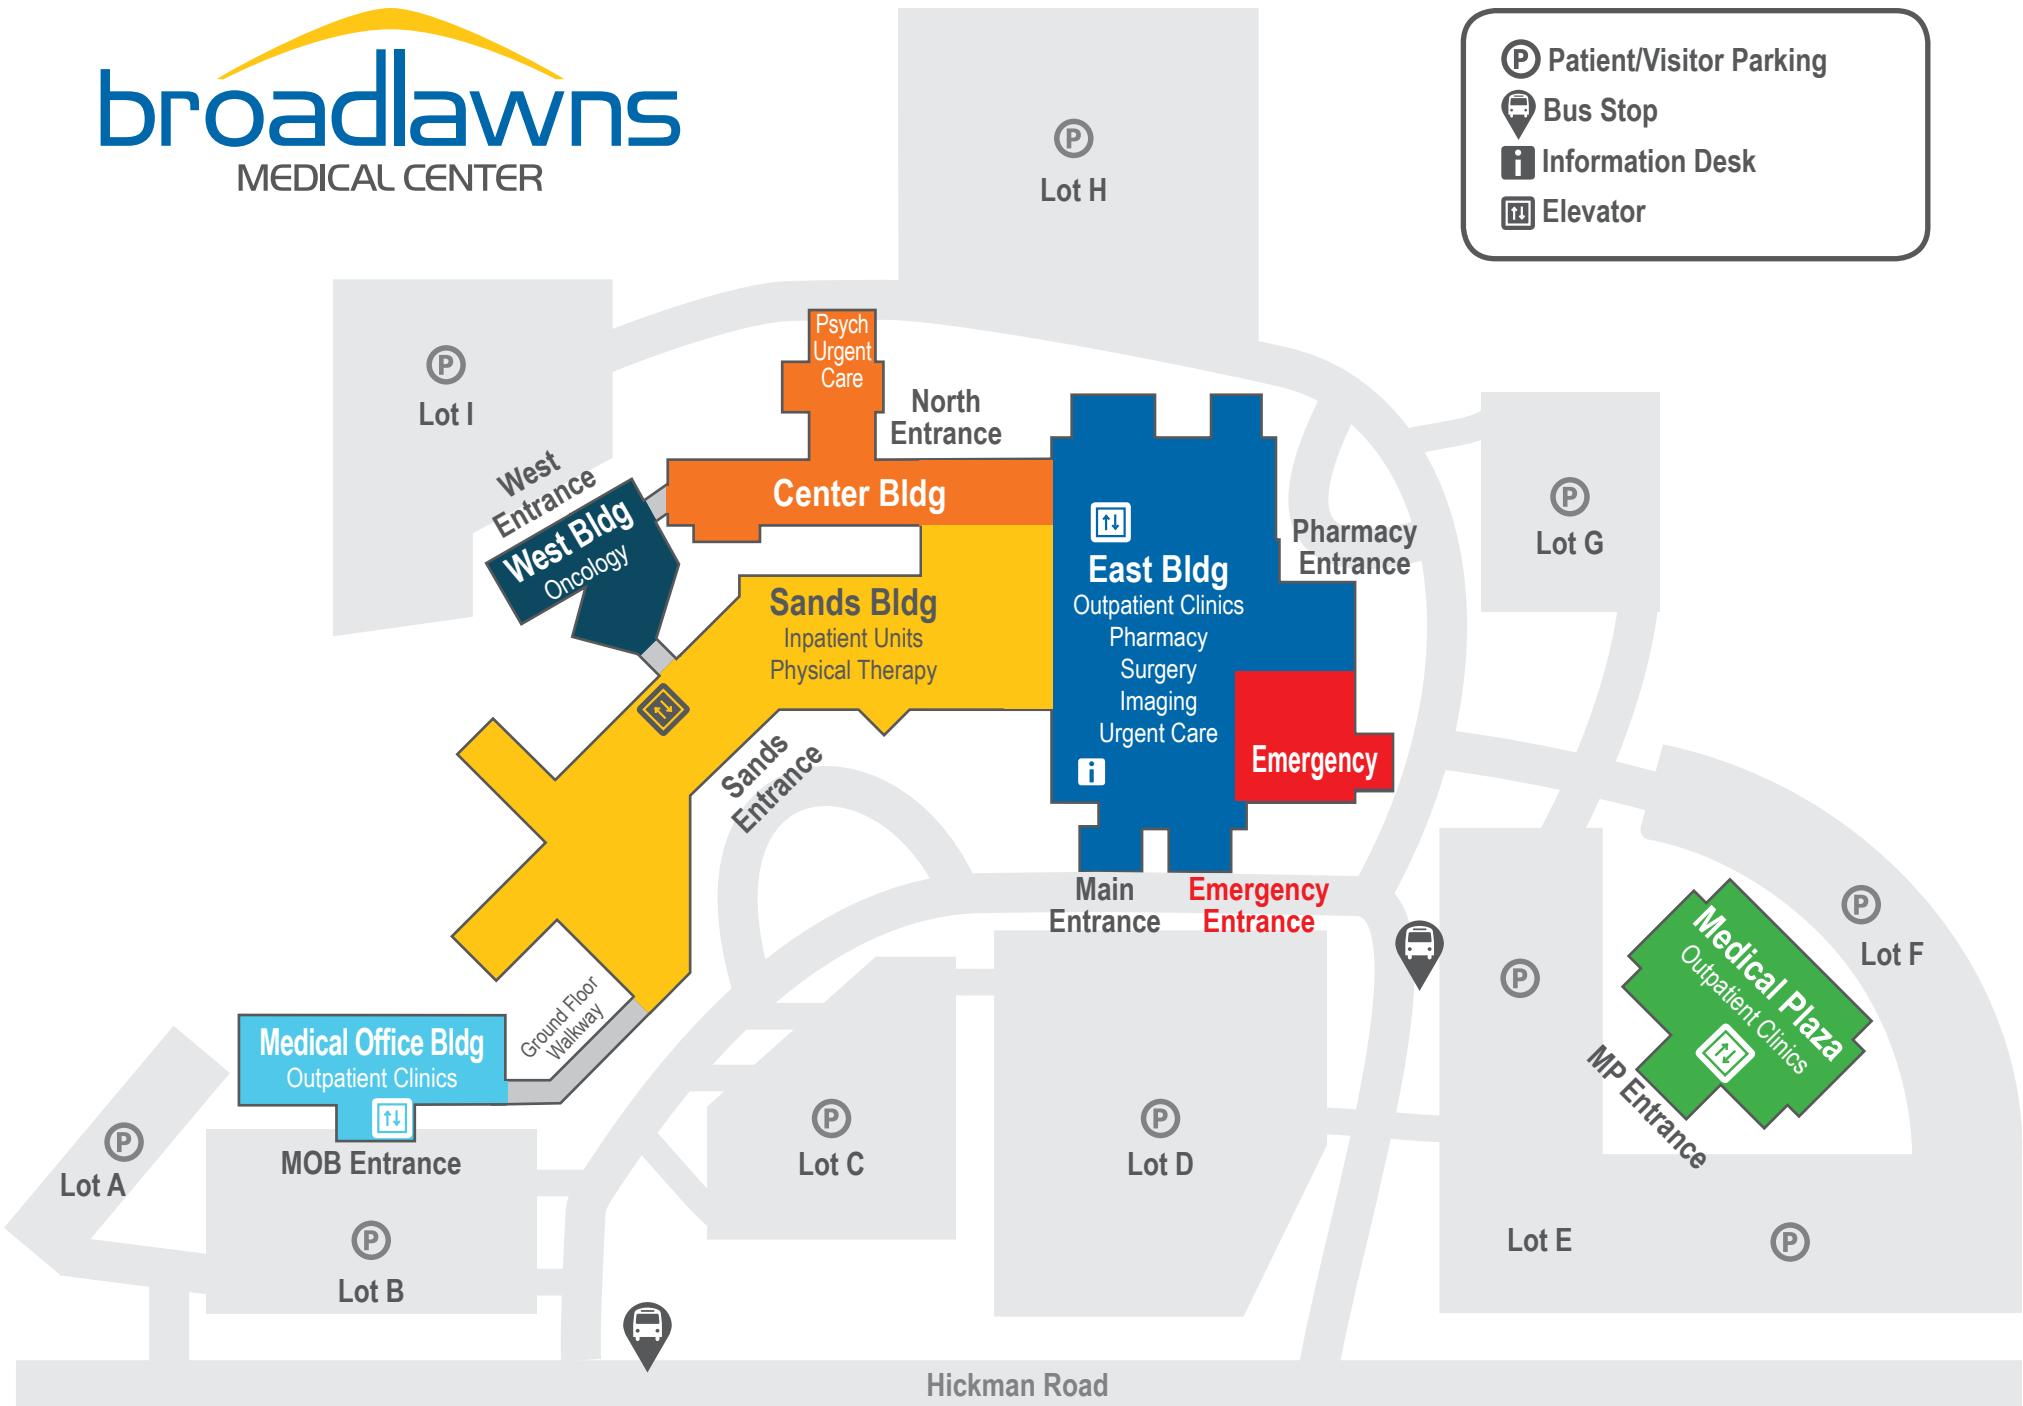 broadlawns
MEDICAL CENTER
P Patient/Visitor Parking
Bus Stop
i Information Desk
Elevator
P
Lot H
P
Lot I
Psych
Urgent
Care
North
Entrance
West
Entrance
Center Bldg
West Bldg
Oncology
P
Lot G
Pharmacy
Entrance
East Bldg
Outpatient Clinics
Pharmacy
Surgery
Imaging
Urgent Care
i
Sands Bldg
Inpatient Units
Physical Therapy
Emergency
Sands
Entrance
Main
Entrance
Emergency
Entrance
P
Lot F
Medical Plaza
Outpatient Clinics
P
MP Entrance
Ground Floor
Walkway
Medical Office Bldg
Outpatient Clinics
MOB Entrance
P
Lot A
P
Lot B
P
Lot C
P
Lot D
Lot E
P
Hickman Road